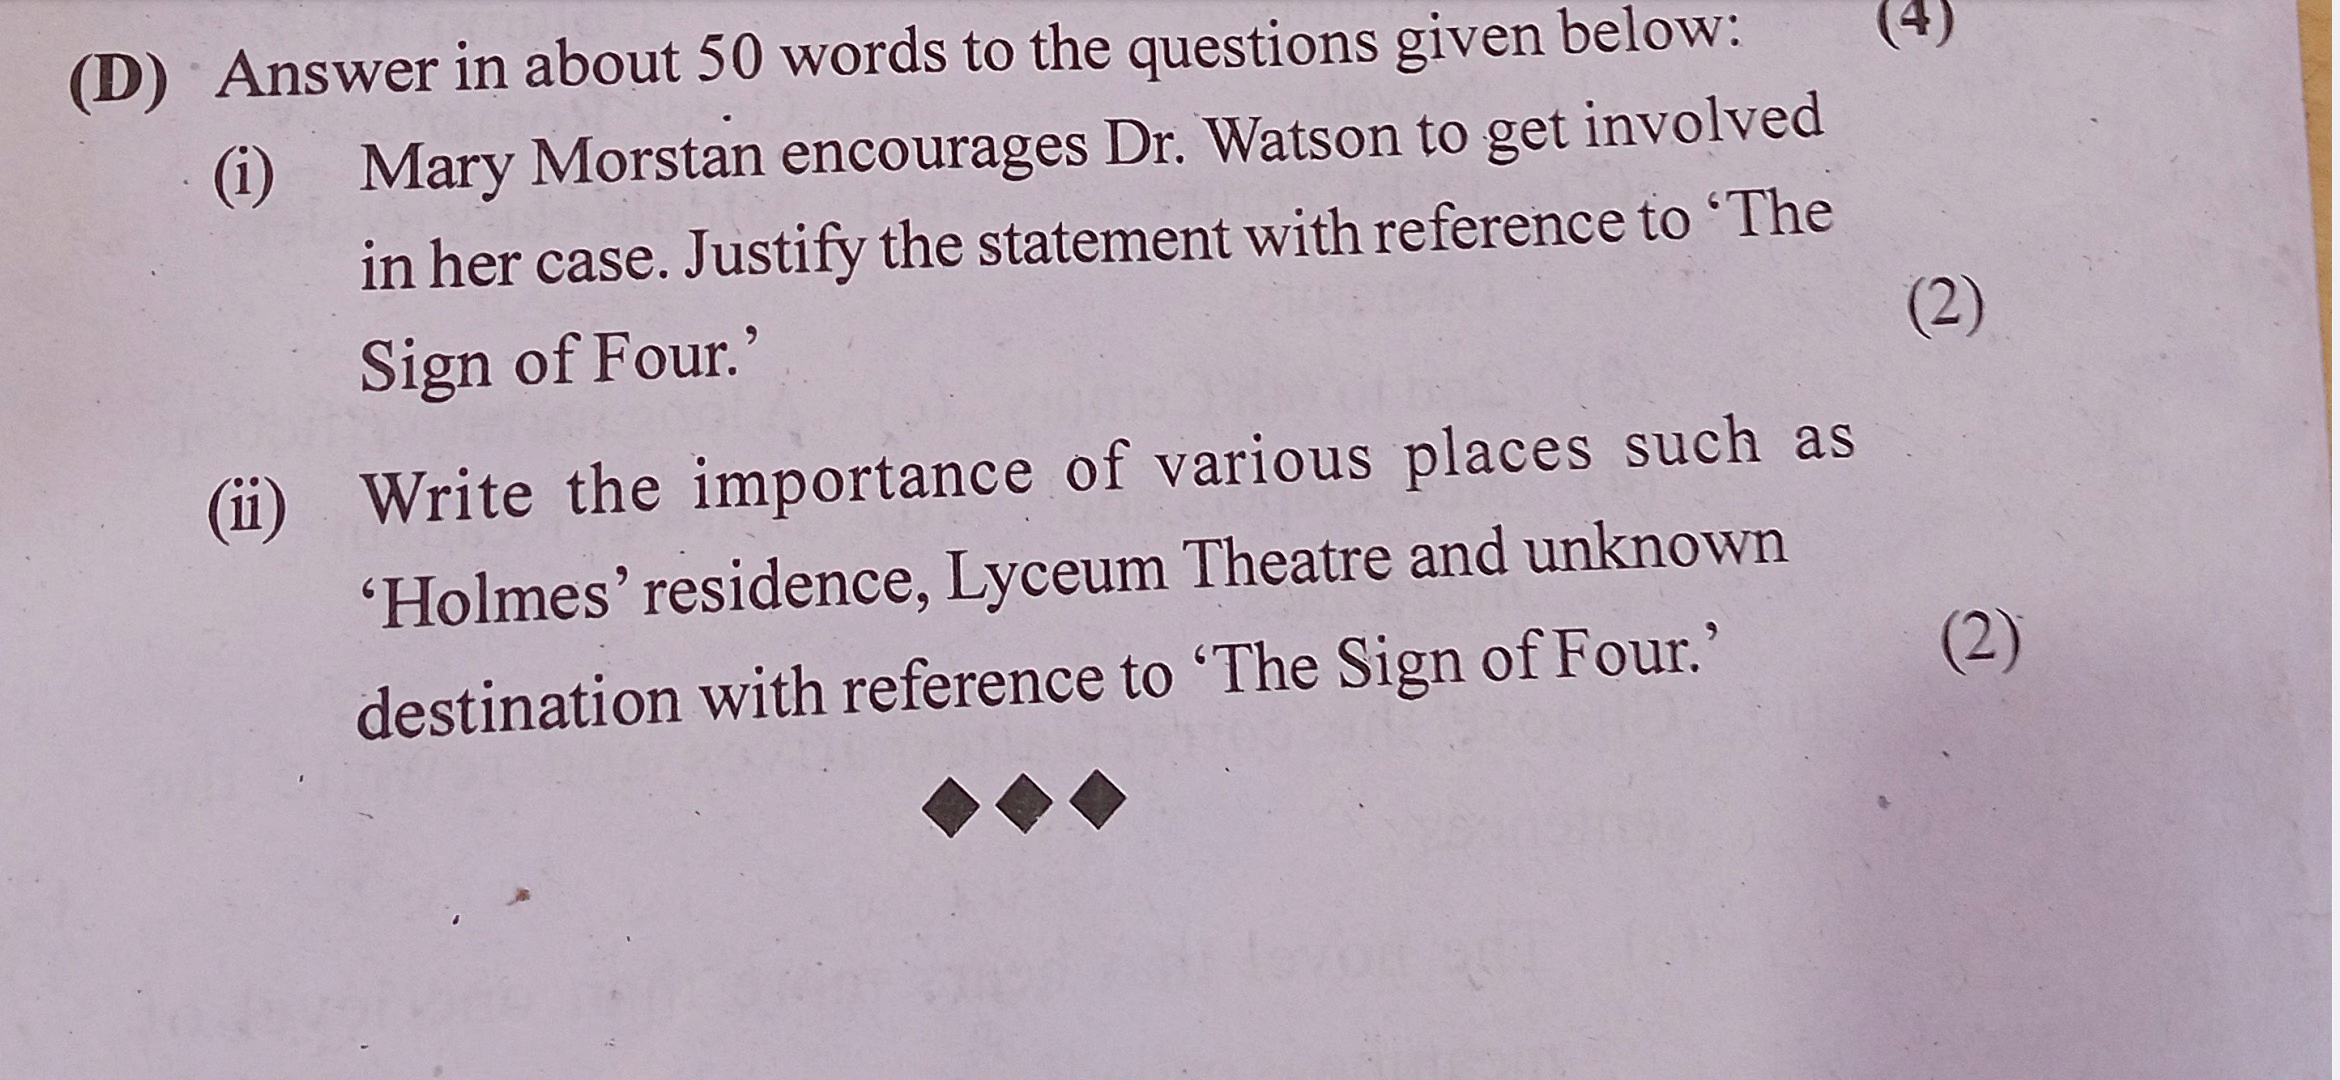 (D) Answer in about 50 words to the questions given below: (4)
(i) Mary Morstan encourages Dr. Watson to get involved
in her case. Justify the statement with reference to ‘The
Sign of Four.’ (2)
(ii) Write the importance of various places such as
‘Holmes’ residence, Lyceum Theatre and unknown
destination with reference to ‘The Sign of Four.’ (2)